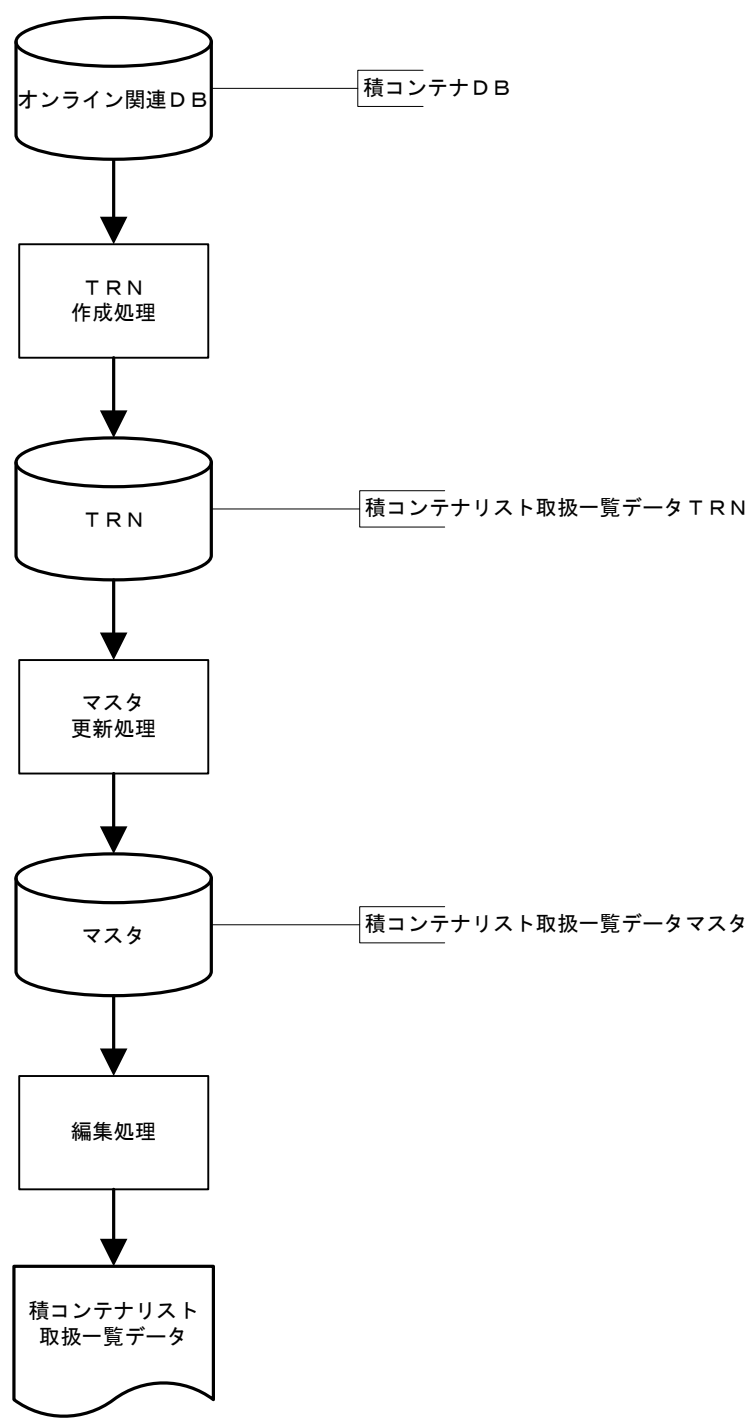 オンライン関連ＤＢ
積コンテナＤＢ
ＴＲＮ
作成処理
ＴＲＮ
積コンテナリスト取扱一覧データＴＲＮ
マスタ
更新処理
マスタ
積コンテナリスト取扱一覧データマスタ
編集処理
積コンテナリスト
取扱一覧データ